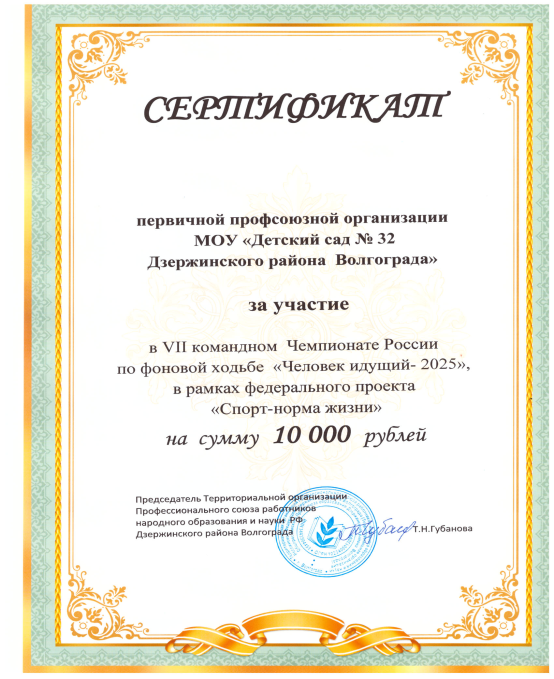 СЕРТИФИКАТ
первичной профсоюзной организации
МОУ «Детский сад № 32
Дзержинского района Волгограда»
за участие
в VII командном Чемпионате России
по фоновой ходьбе «Человек идущий- 2025»,
в рамках федерального проекта
«Спорт-норма жизни»
на сумму 10 000 рублей
Председатель Территориальной организации
Профессионального союза работников
народного образования и науки РФ
Дзержинского района Волгограда Т.Н.Губанова